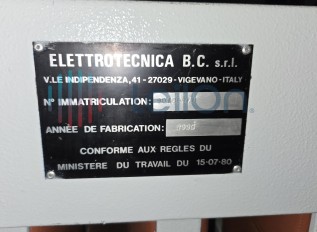 ELETTROTECNICA B.C. s.r.l.
V.LE INDIPENDENZA, 41 - 27029 - VIGEVANO - ITALY
N° IMMATRICULATION:
ANNÉE DE FABRICATION:
CONFORME AUX REGLES DU
MINISTERE DU TRAVAIL DU 15-07-80